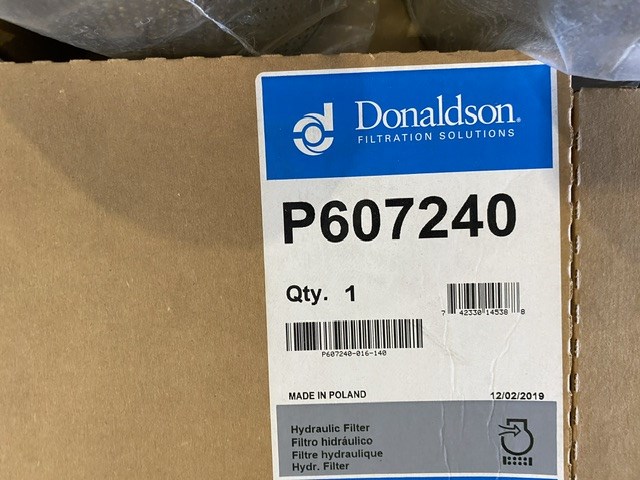 Donaldson®
FILTRATION SOLUTIONS
P607240
Qty. 1
7 42330 14538 8
P607240-016-140
MADE IN POLAND 12/02/2019
Hydraulic Filter
Filtro hidráulico
Filtre hydraulique
Hydr. Filter